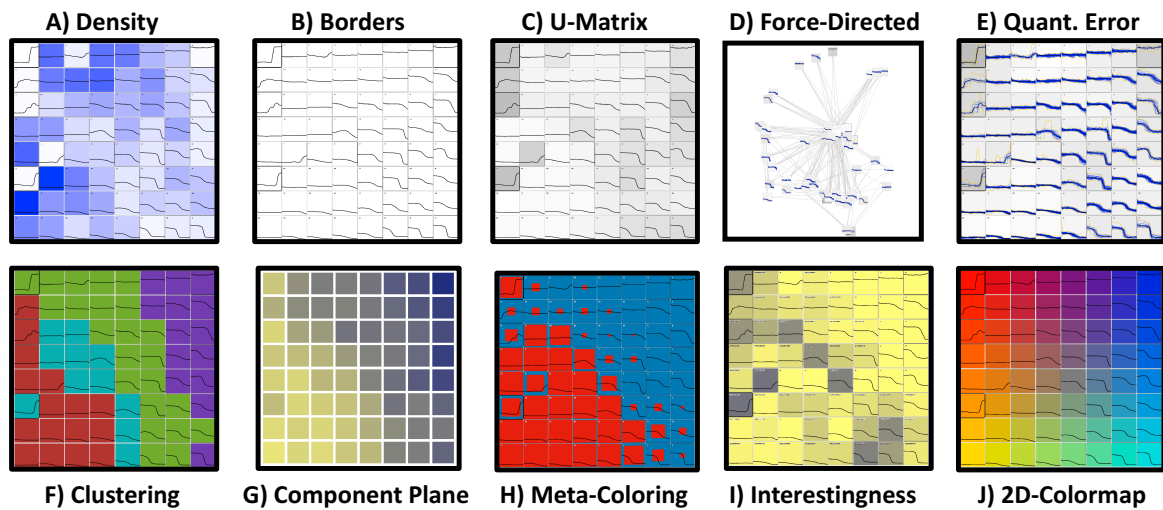 A) Density
B) Borders
C) U-Matrix
D) Force-Directed
E) Quant. Error
F) Clustering
G) Component Plane
H) Meta-Coloring
I) Interestingness
J) 2D-Colormap